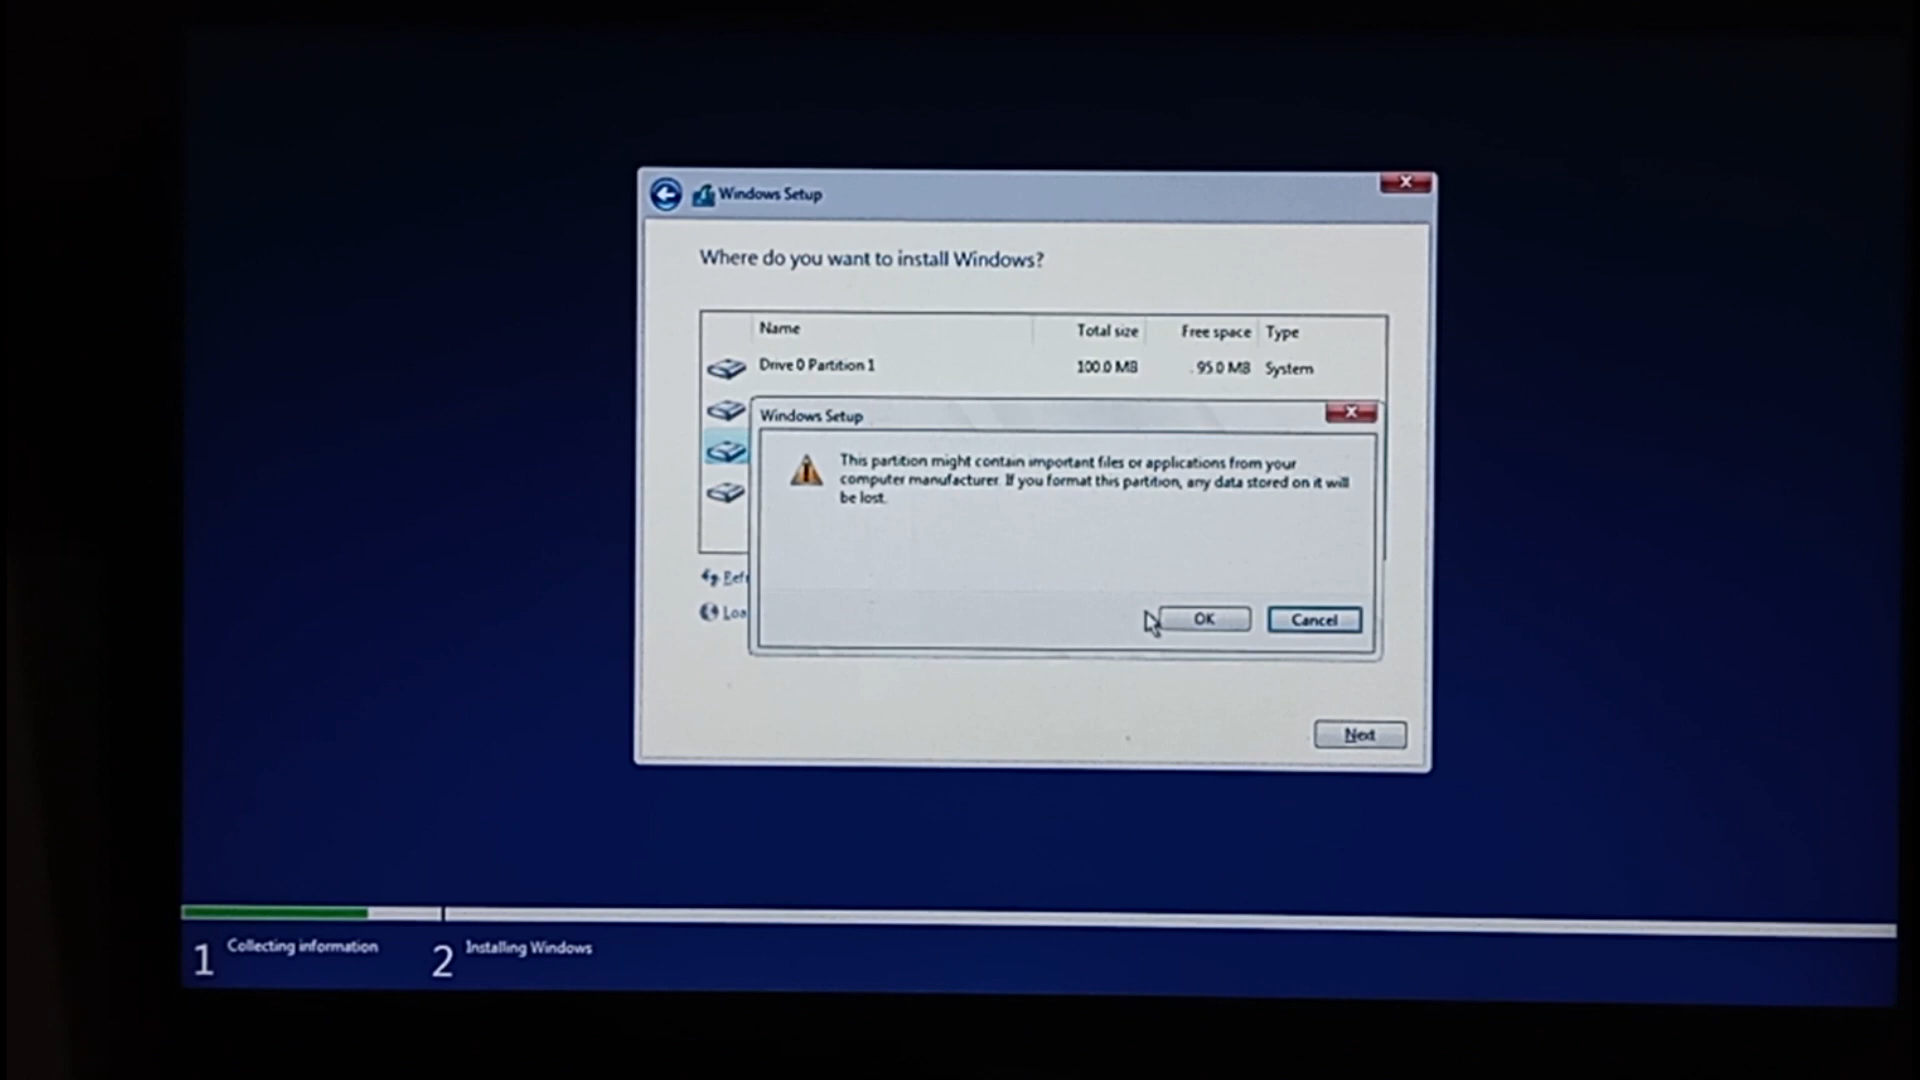 Windows Setup
Where do you want to install Windows?
Name Total size Free space Type
Drive 0 Partition 1 100.0 MB 95.0 MB System
Windows Setup
This partition might contain important files or applications from your
computer manufacturer. If you format this partition, any data stored on it will
be lost.
OK Cancel
Next
1 Collecting information 2 Installing Windows